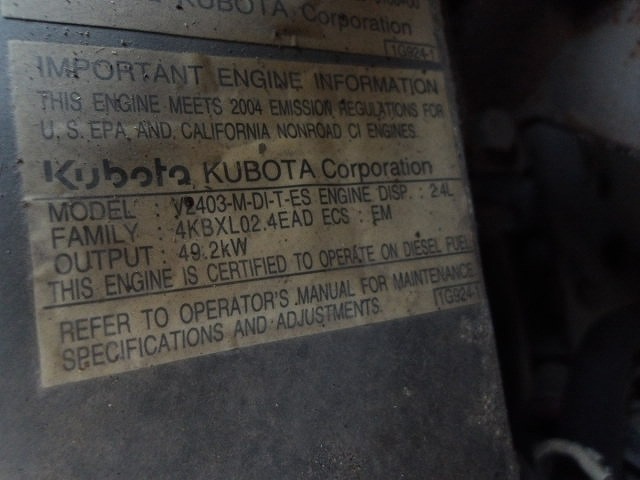 KUBOTA Corporation
1G924-1
IMPORTANT ENGINE INFORMATION
THIS ENGINE MEETS 2004 EMISSION REGULATIONS FOR
U.S. EPA AND CALIFORNIA NONROAD CI ENGINES.
Kubota KUBOTA Corporation
MODEL : V2403-M-DI-T-ES ENGINE DISP. : 2.4L
FAMILY : 4KBXL02.4EAD ECS : EM
OUTPUT : 49.2kW
THIS ENGINE IS CERTIFIED TO OPERATE ON DIESEL FUEL
REFER TO OPERATOR'S MANUAL FOR MAINTENANCE
SPECIFICATIONS AND ADJUSTMENTS.
1G924-1